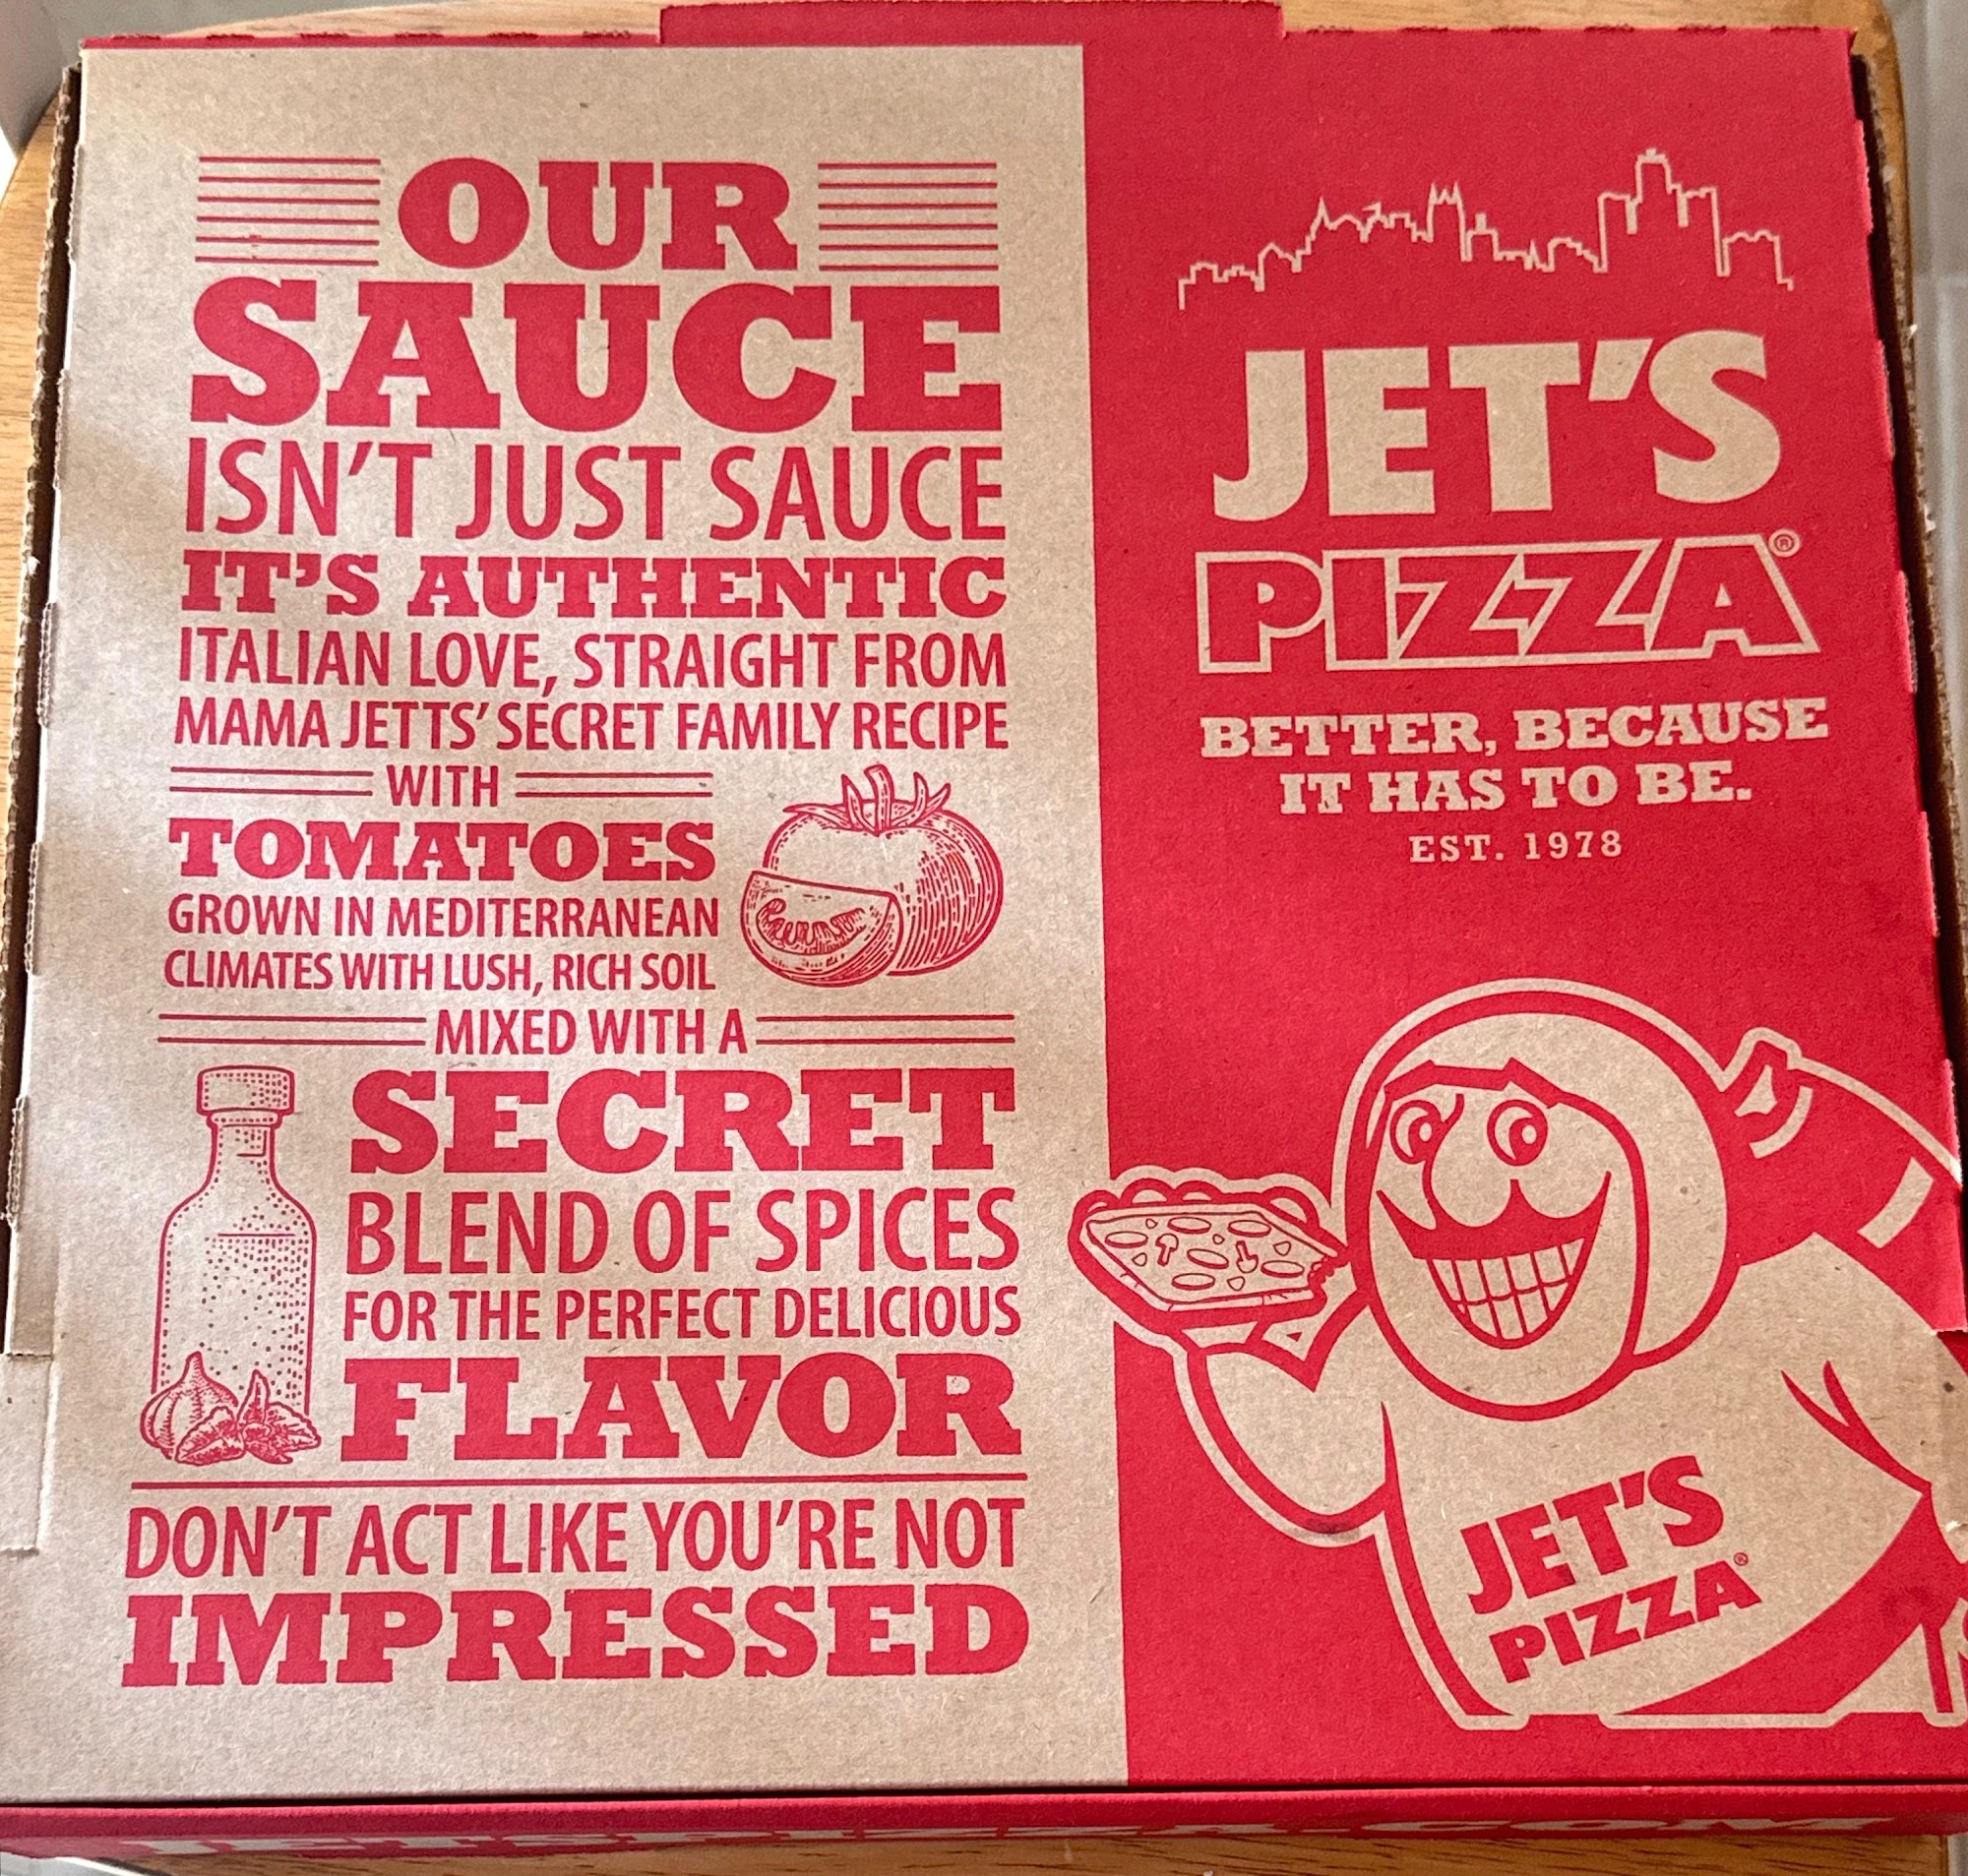 OUR
SAUCE
ISN'T JUST SAUCE
IT'S AUTHENTIC
ITALIAN LOVE, STRAIGHT FROM
MAMA JETTS' SECRET FAMILY RECIPE
WITH
TOMATOES
GROWN IN MEDITERRANEAN
CLIMATES WITH LUSH, RICH SOIL
MIXED WITH A
SECRET
BLEND OF SPICES
FOR THE PERFECT DELICIOUS
FLAVOR
DON'T ACT LIKE YOU'RE NOT
IMPRESSED
JET'S
PIZZA®
BETTER, BECAUSE
IT HAS TO BE.
EST. 1978
JET'S
PIZZA®
JETSPIZZA.COM